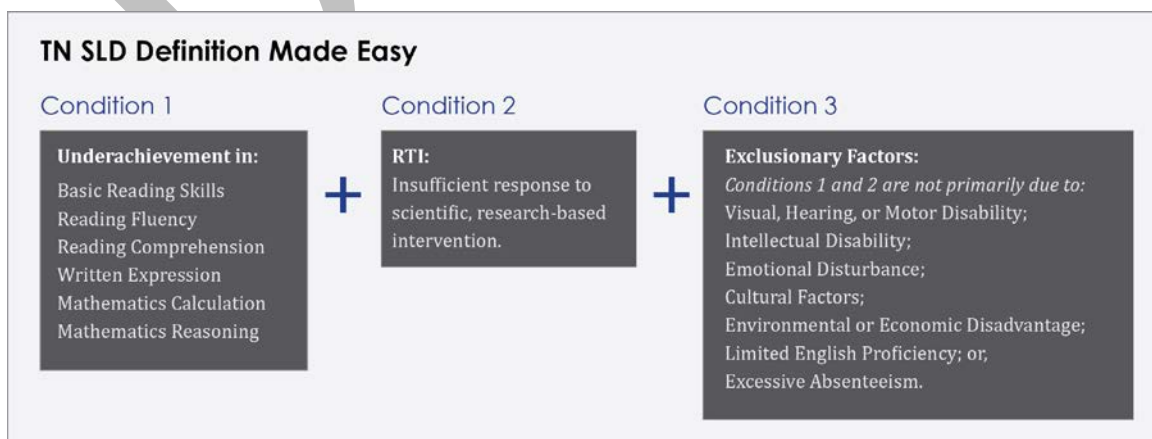 TN SLD Definition Made Easy
Condition 1
Underachievement in:
Basic Reading Skills
Reading Fluency
Reading Comprehension
Written Expression
Mathematics Calculation
Mathematics Reasoning
+
Condition 2
RTI:
Insufficient response to
scientific, research-based
intervention.
+
Condition 3
Exclusionary Factors:
Conditions 1 and 2 are not primarily due to:
Visual, Hearing, or Motor Disability;
Intellectual Disability;
Emotional Disturbance;
Cultural Factors;
Environmental or Economic Disadvantage;
Limited English Proficiency; or,
Excessive Absenteeism.